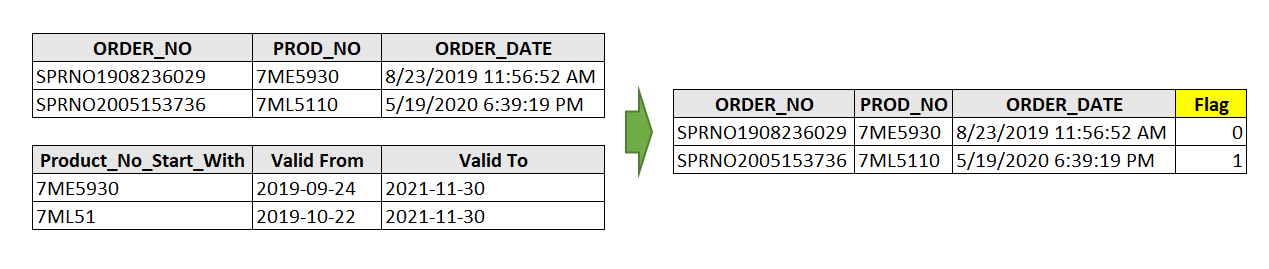 ORDER_NO PROD_NO ORDER_DATE
SPRNO1908236029 7ME5930 8/23/2019 11:56:52 AM
SPRNO2005153736 7ML5110 5/19/2020 6:39:19 PM
Product_No_Start_With Valid From Valid To
7ME5930 2019-09-24 2021-11-30
7ML51 2019-10-22 2021-11-30
ORDER_NO PROD_NO ORDER_DATE Flag
SPRNO1908236029 7ME5930 8/23/2019 11:56:52 AM 0
SPRNO2005153736 7ML5110 5/19/2020 6:39:19 PM 1